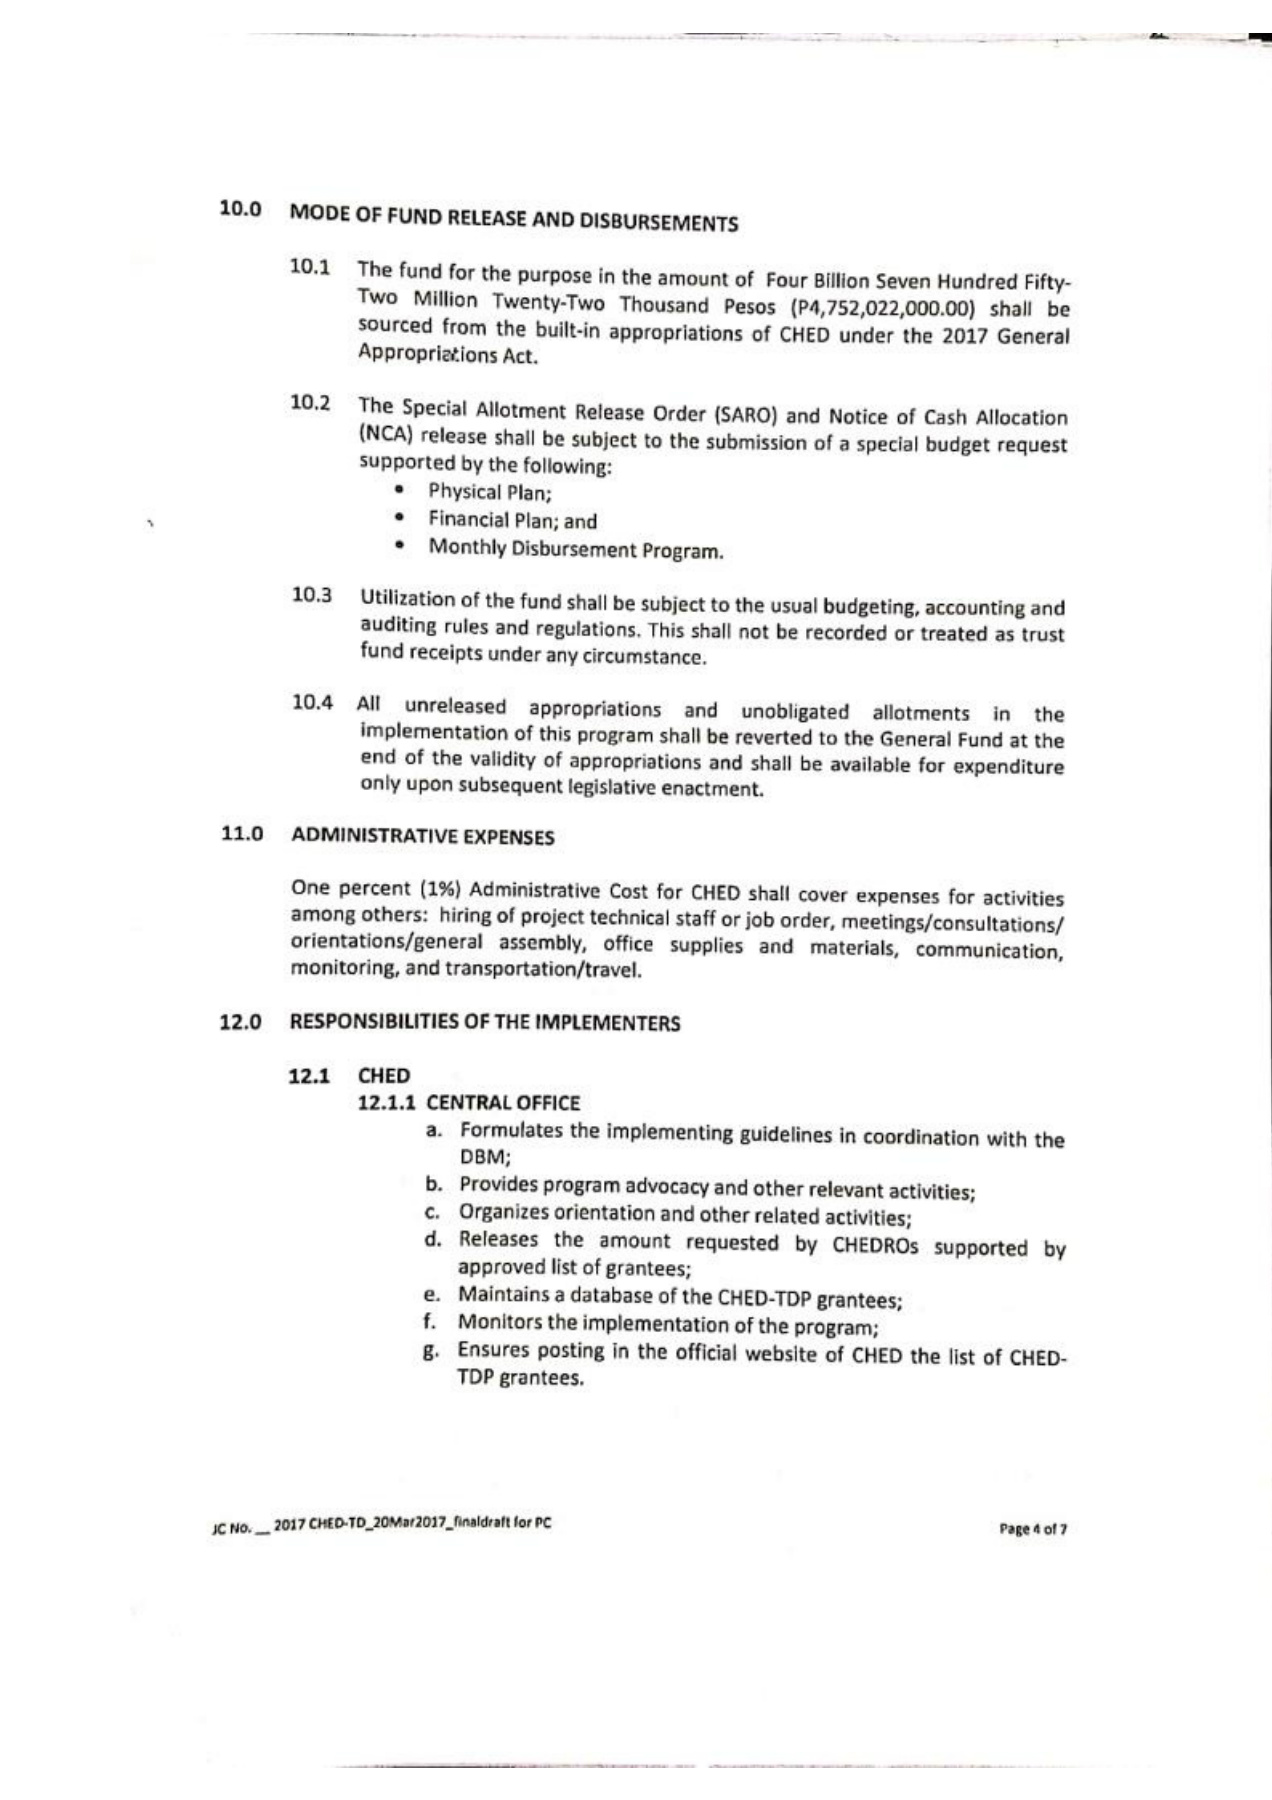 10.0 MODE OF FUND RELEASE AND DISBURSEMENTS
10.1 The fund for the purpose in the amount of Four Billion Seven Hundred Fifty-
Two Million Twenty-Two Thousand Pesos (P4,752,022,000.00) shall be
sourced from the built-in appropriations of CHED under the 2017 General
Appropriations Act.
10.2 The Special Allotment Release Order (SARO) and Notice of Cash Allocation
(NCA) release shall be subject to the submission of a special budget request
supported by the following:
• Physical Plan;
• Financial Plan; and
• Monthly Disbursement Program.
10.3 Utilization of the fund shall be subject to the usual budgeting, accounting and
auditing rules and regulations. This shall not be recorded or treated as trust
fund receipts under any circumstance.
10.4 All unreleased appropriations and unobligated allotments in the
implementation of this program shall be reverted to the General Fund at the
end of the validity of appropriations and shall be available for expenditure
only upon subsequent legislative enactment.
11.0 ADMINISTRATIVE EXPENSES
One percent (1%) Administrative Cost for CHED shall cover expenses for activities
among others: hiring of project technical staff or job order, meetings/consultations/
orientations/general assembly, office supplies and materials, communication,
monitoring, and transportation/travel.
12.0 RESPONSIBILITIES OF THE IMPLEMENTERS
12.1 CHED
12.1.1 CENTRAL OFFICE
a. Formulates the implementing guidelines in coordination with the
DBM;
b. Provides program advocacy and other relevant activities;
c. Organizes orientation and other related activities;
d. Releases the amount requested by CHEDROs supported by
approved list of grantees;
e. Maintains a database of the CHED-TDP grantees;
f. Monitors the implementation of the program;
g. Ensures posting in the official website of CHED the list of CHED-
TDP grantees.
JC No. __ 2017 CHED-TD_20Mar2017_finaldraft for PC Page 4 of 7